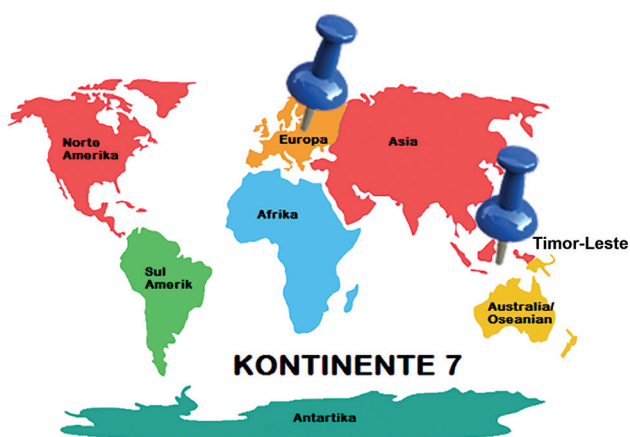 Norte
Amerika
Europa
Asia
Afrika
Timor-Leste
Sul
Amerik
Australia/
Oseanian
KONTINENTE 7
Antartika